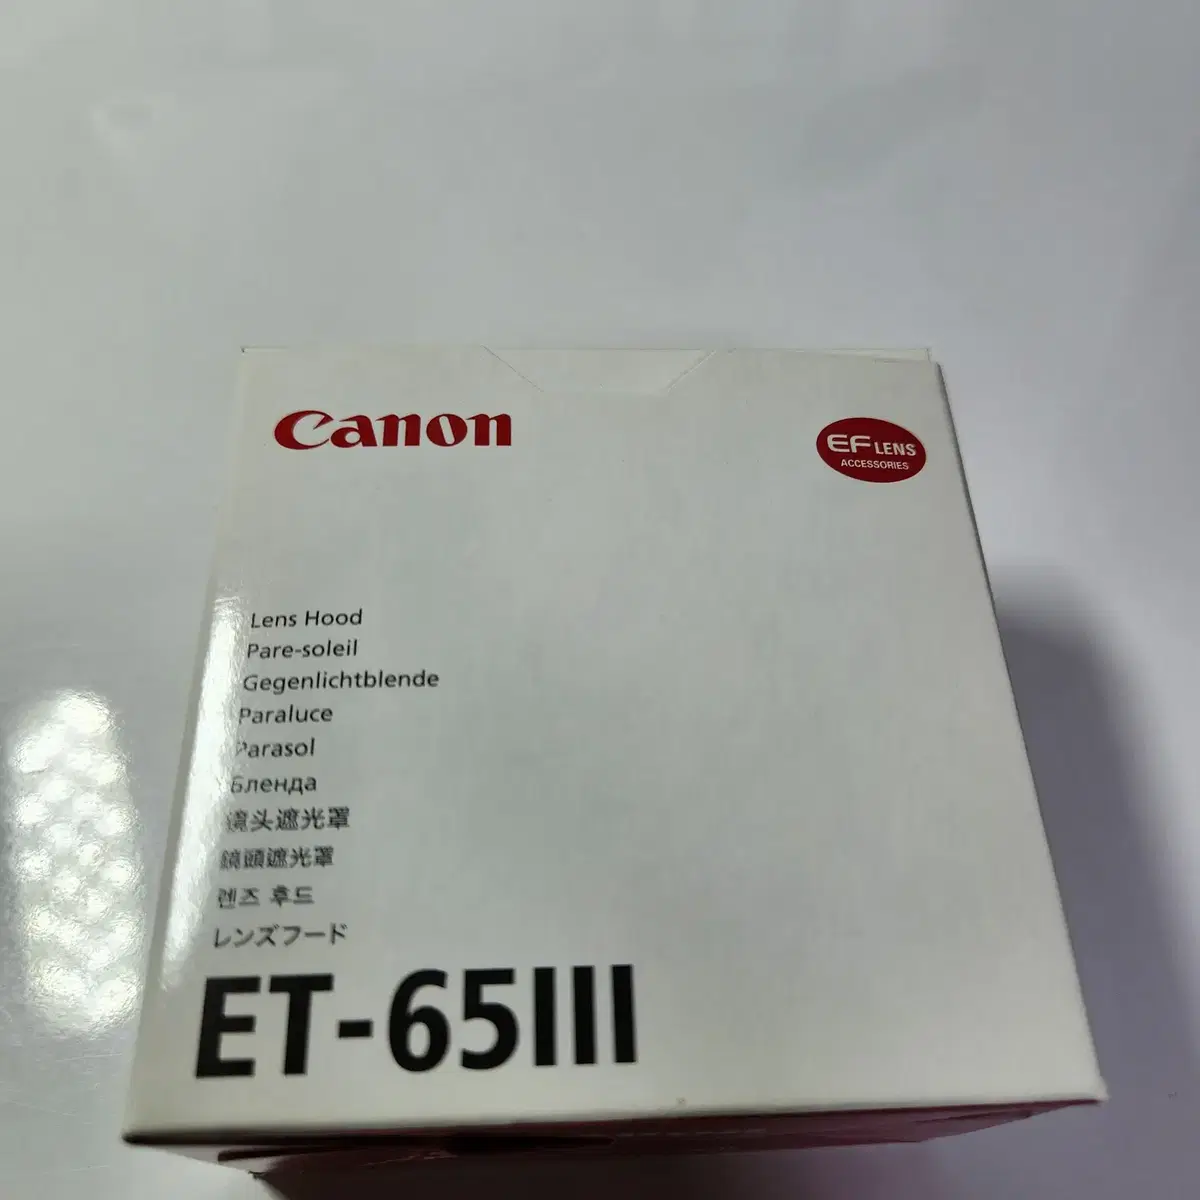 Canon
EF LENS
ACCESSORIES
Lens Hood
Pare-soleil
Gegenlichtblende
Paraluce
Parasol
Бленда
镜头遮光罩
鏡頭遮光罩
렌즈 후드
レンズフード
ET-65III